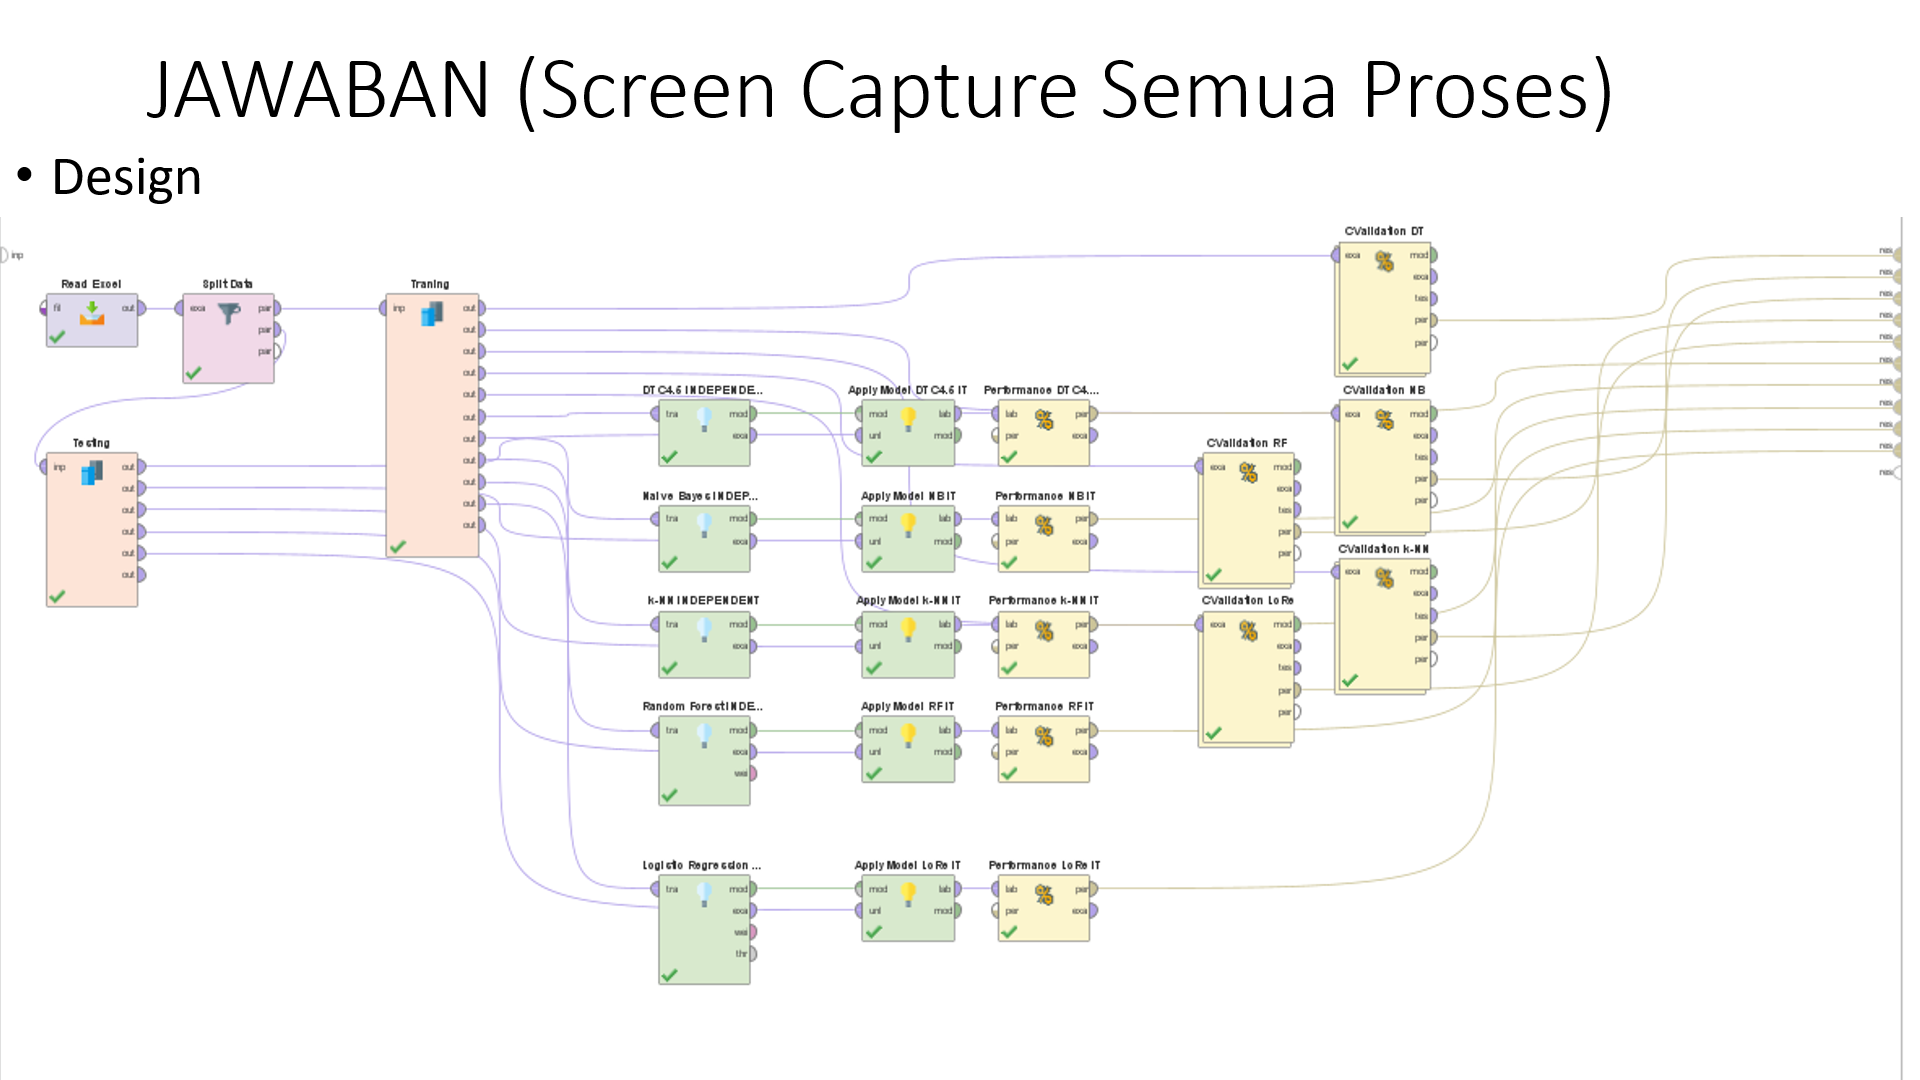 JAWABAN (Screen Capture Semua Proses)
• Design
inp
Read Excel
fil out
Split Data
exa par
par
par
Traning
inp out
out
out
out
out
out
out
out
out
out
out
Testing
inp out
out
out
out
out
out
DT C4.5 INDEPENDE...
tra mod
exa
Apply Model DT C4.5 IT
mod lab
unl mod
Performance DT C4....
lab per
per exa
Naive Bayes INDEP...
tra mod
exa
Apply Model NB IT
mod lab
unl mod
Performance NB IT
lab per
per exa
k-NN INDEPENDENT
tra mod
exa
Apply Model k-NN IT
mod lab
unl mod
Performance k-NN IT
lab per
per exa
Random Forest INDE...
tra mod
exa
wei
Apply Model RF IT
mod lab
unl mod
Performance RF IT
lab per
per exa
Logistic Regression ...
tra mod
exa
wei
thr
Apply Model LoRe IT
mod lab
unl mod
Performance LoRe IT
lab per
per exa
CValidation RF
exa mod
exa
tes
per
per
CValidation LoRe
exa mod
exa
tes
per
per
CValidation DT
exa mod
exa
tes
per
per
CValidation NB
exa mod
exa
tes
per
per
CValidation k-NN
exa mod
exa
tes
per
per
res
res
res
res
res
res
res
res
res
res
res